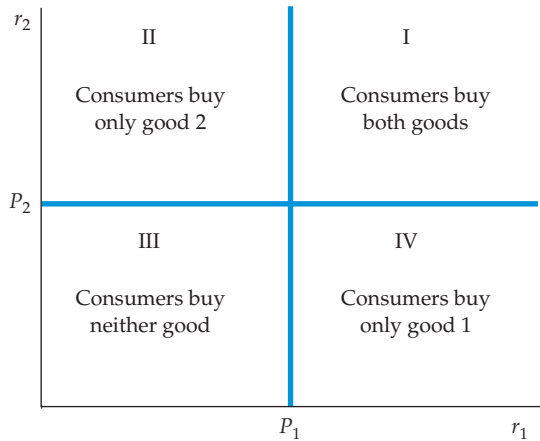 r2
II
I
Consumers buy
only good 2
Consumers buy
both goods
P2
III
IV
Consumers buy
neither good
Consumers buy
only good 1
P1
r1